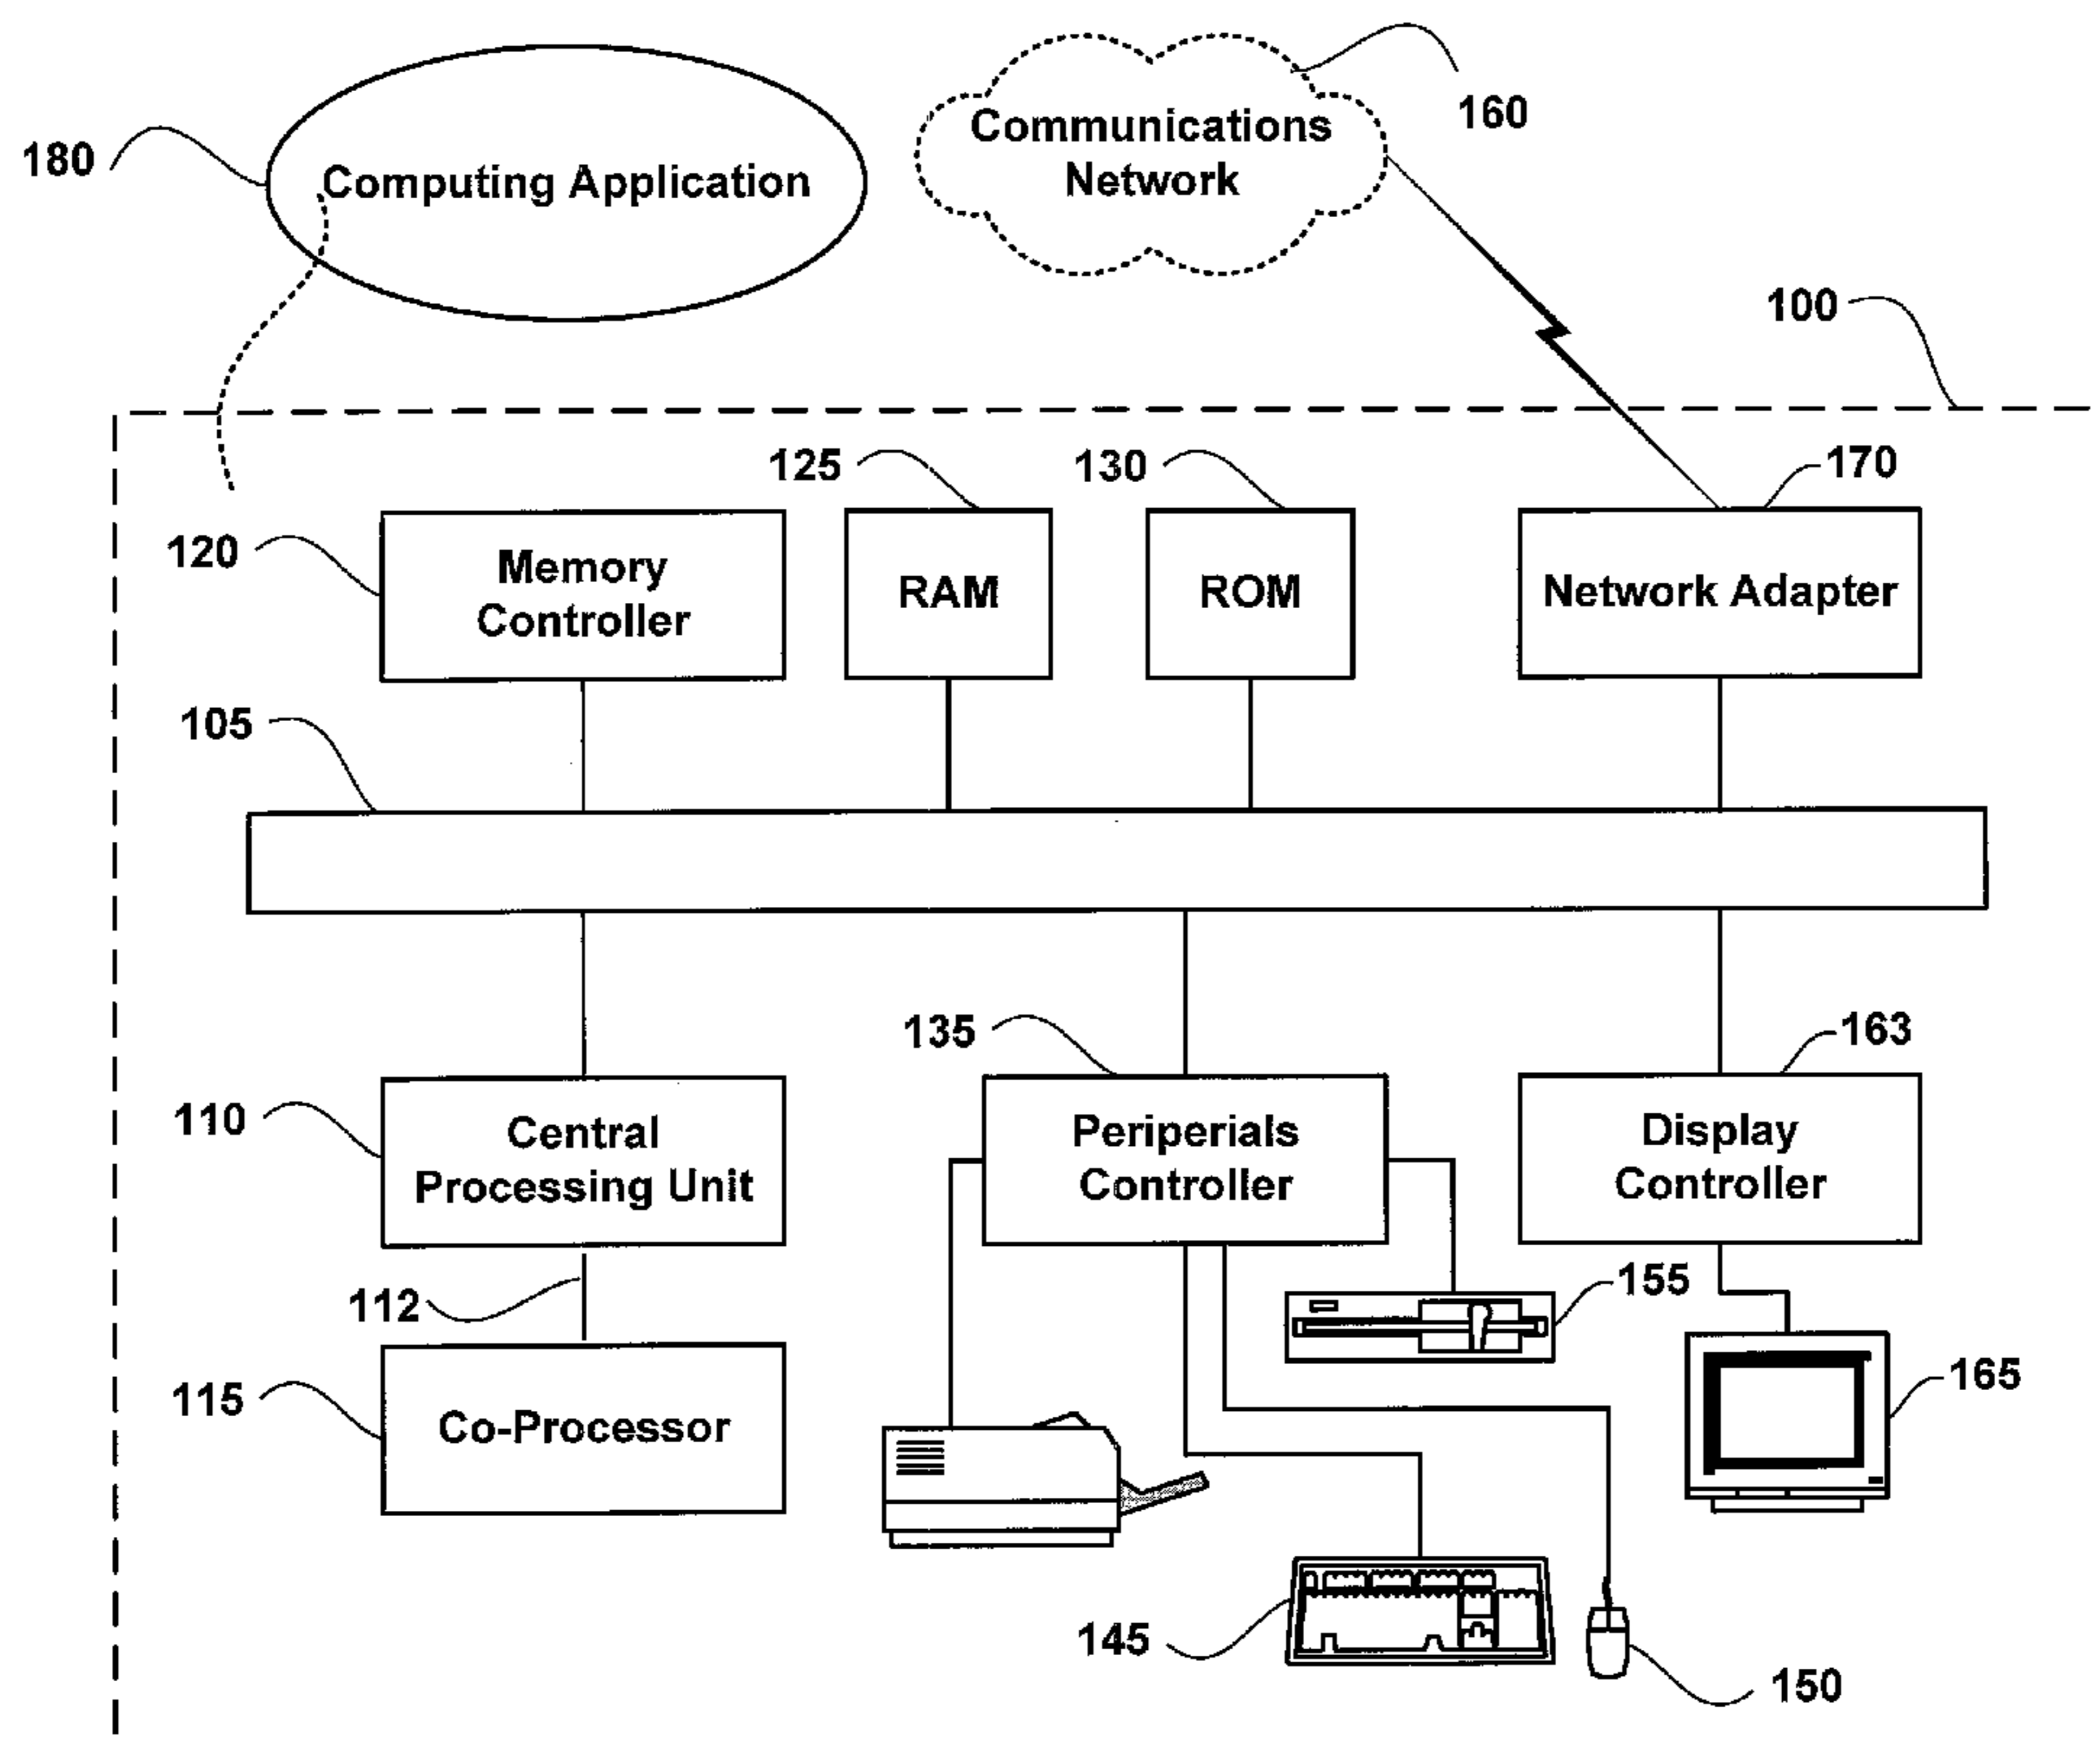 160
Communications
Network
180
Computing Application
100
125
130
170
120
Memory
Controller
RAM
ROM
Network Adapter
105
135
163
110
Central
Processing Unit
Periperials
Controller
Display
Controller
112
155
115
Co-Processor
165
145
150